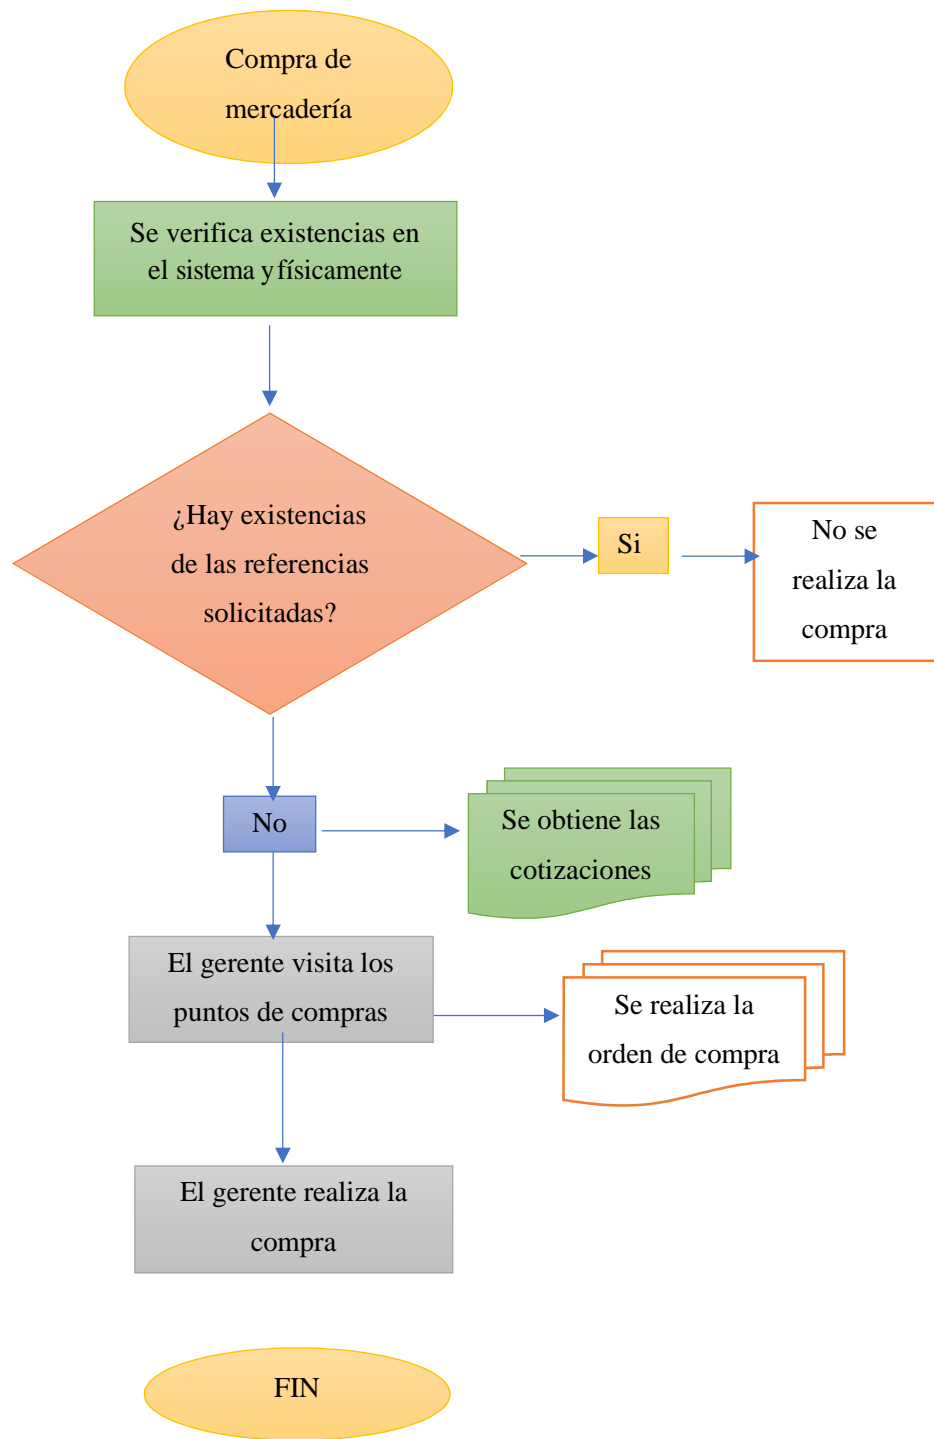 Compra de
mercadería
Se verifica existencias en
el sistema y físicamente
¿Hay existencias
de las referencias
solicitadas?
Si
No se
realiza la
compra
No
Se obtiene las
cotizaciones
El gerente visita los
puntos de compras
Se realiza la
orden de compra
El gerente realiza la
compra
FIN